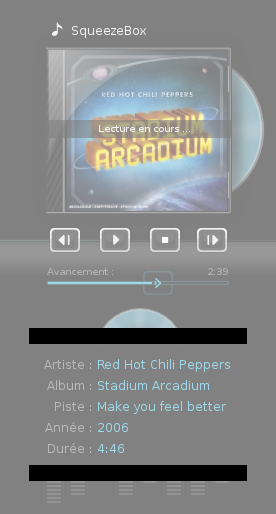 SqueezeBox
RED HOT CHILI PEPPERS
STADIUM
ARCADIUM
Lecture en cours ...
Avancement :
2:39
Artiste : Red Hot Chili Peppers
Album : Stadium Arcadium
Piste : Make you feel better
Année : 2006
Durée : 4:46